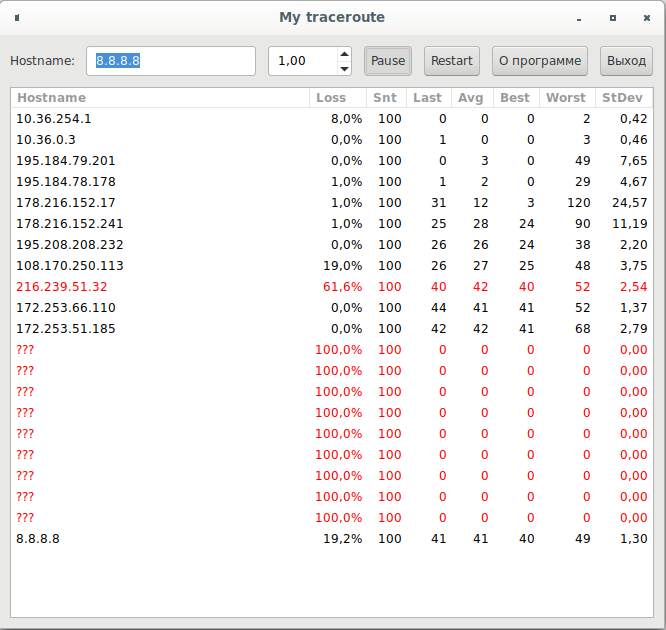 My traceroute
Hostname: 8.8.8.8 1,00 Pause Restart О программе Выход
Hostname Loss Snt Last Avg Best Worst StDev
10.36.254.1 8,0% 100 0 0 0 2 0,42
10.36.0.3 0,0% 100 1 0 0 3 0,46
195.184.79.201 0,0% 100 0 3 0 49 7,65
195.184.78.178 1,0% 100 1 2 0 29 4,67
178.216.152.17 1,0% 100 31 12 3 120 24,57
178.216.152.241 1,0% 100 25 28 24 90 11,19
195.208.208.232 0,0% 100 26 26 24 38 2,20
108.170.250.113 19,0% 100 26 27 25 48 3,75
216.239.51.32 61,6% 100 40 42 40 52 2,54
172.253.66.110 0,0% 100 44 41 41 52 1,37
172.253.51.185 0,0% 100 42 42 41 68 2,79
??? 100,0% 100 0 0 0 0 0,00
??? 100,0% 100 0 0 0 0 0,00
??? 100,0% 100 0 0 0 0 0,00
??? 100,0% 100 0 0 0 0 0,00
??? 100,0% 100 0 0 0 0 0,00
??? 100,0% 100 0 0 0 0 0,00
??? 100,0% 100 0 0 0 0 0,00
??? 100,0% 100 0 0 0 0 0,00
??? 100,0% 100 0 0 0 0 0,00
8.8.8.8 19,2% 100 41 41 40 49 1,30